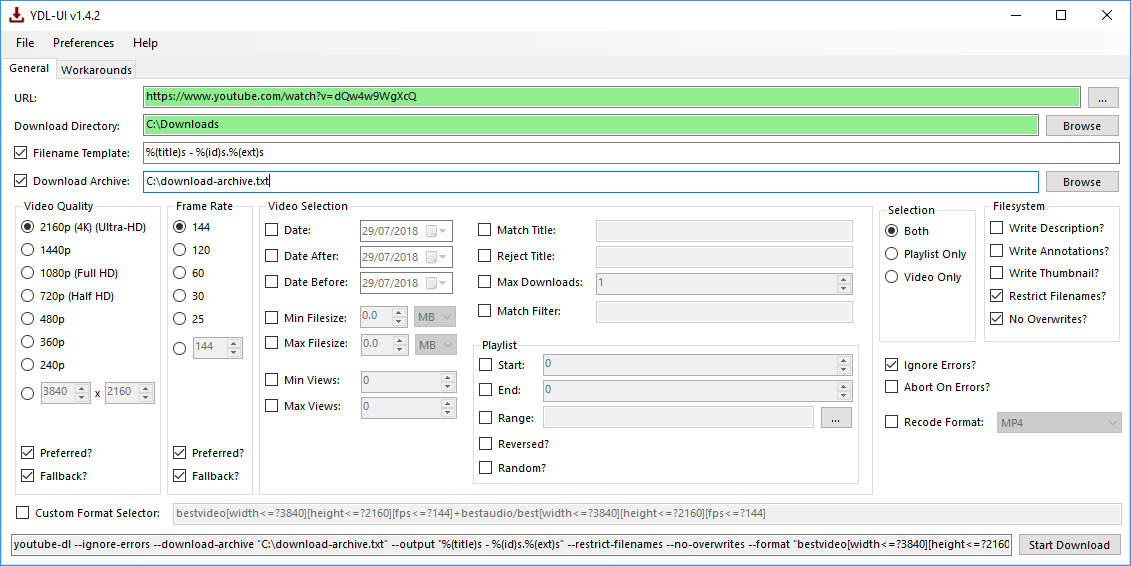 YDL-UI v1.4.2
File Preferences Help
General Workarounds
URL: https://www.youtube.com/watch?v=dQw4w9WgXcQ ...
Download Directory: C:\Downloads Browse
Filename Template: %(title)s - %(id)s.%(ext)s
Download Archive: C:\download-archive.txt Browse
Video Quality
2160p (4K) (Ultra-HD)
1440p
1080p (Full HD)
720p (Half HD)
480p
360p
240p
3840 x 2160
Preferred?
Fallback?
Frame Rate
144
120
60
30
25
144
Preferred?
Fallback?
Video Selection
Date: 29/07/2018
Date After: 29/07/2018
Date Before: 29/07/2018
Min Filesize: 0.0 MB
Max Filesize: 0.0 MB
Min Views: 0
Max Views: 0
Match Title:
Reject Title:
Max Downloads: 1
Match Filter:
Playlist
Start: 0
End: 0
Range: ...
Reversed?
Random?
Selection
Both
Playlist Only
Video Only
Filesystem
Write Description?
Write Annotations?
Write Thumbnail?
Restrict Filenames?
No Overwrites?
Ignore Errors?
Abort On Errors?
Recode Format: MP4
Custom Format Selector: bestvideo[width<=?3840][height<=?2160][fps<=?144]+bestaudio/best[width<=?3840][height<=?2160][fps<=?144]
youtube-dl --ignore-errors --download-archive "C:\download-archive.txt" --output "%(title)s - %(id)s.%(ext)s" --restrict-filenames --no-overwrites --format "bestvideo[width<=?3840][height<=?2160 Start Download